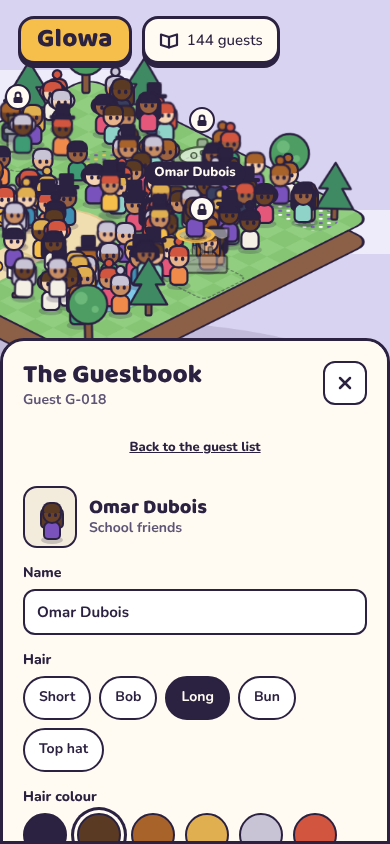 Glowa
144 guests
Omar Dubois
The Guestbook
Guest G-018
Back to the guest list
Omar Dubois
School friends
Name
Omar Dubois
Hair
Short
Bob
Long
Bun
Top hat
Hair colour